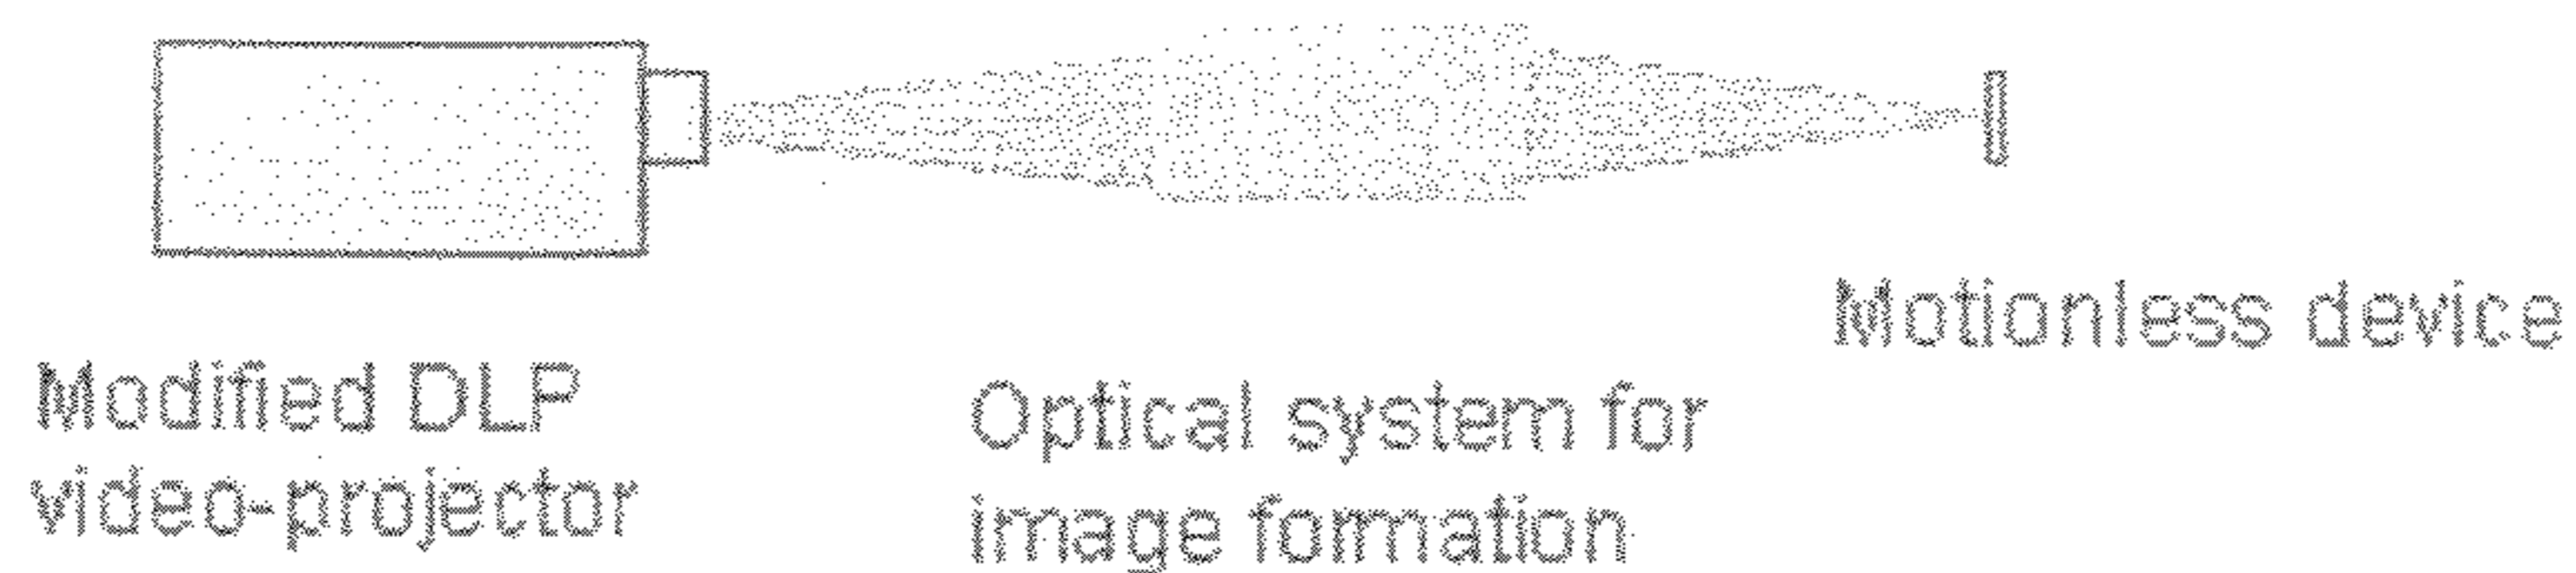 Modified DLP
video-projector
Optical system for
image formation
Motionless device